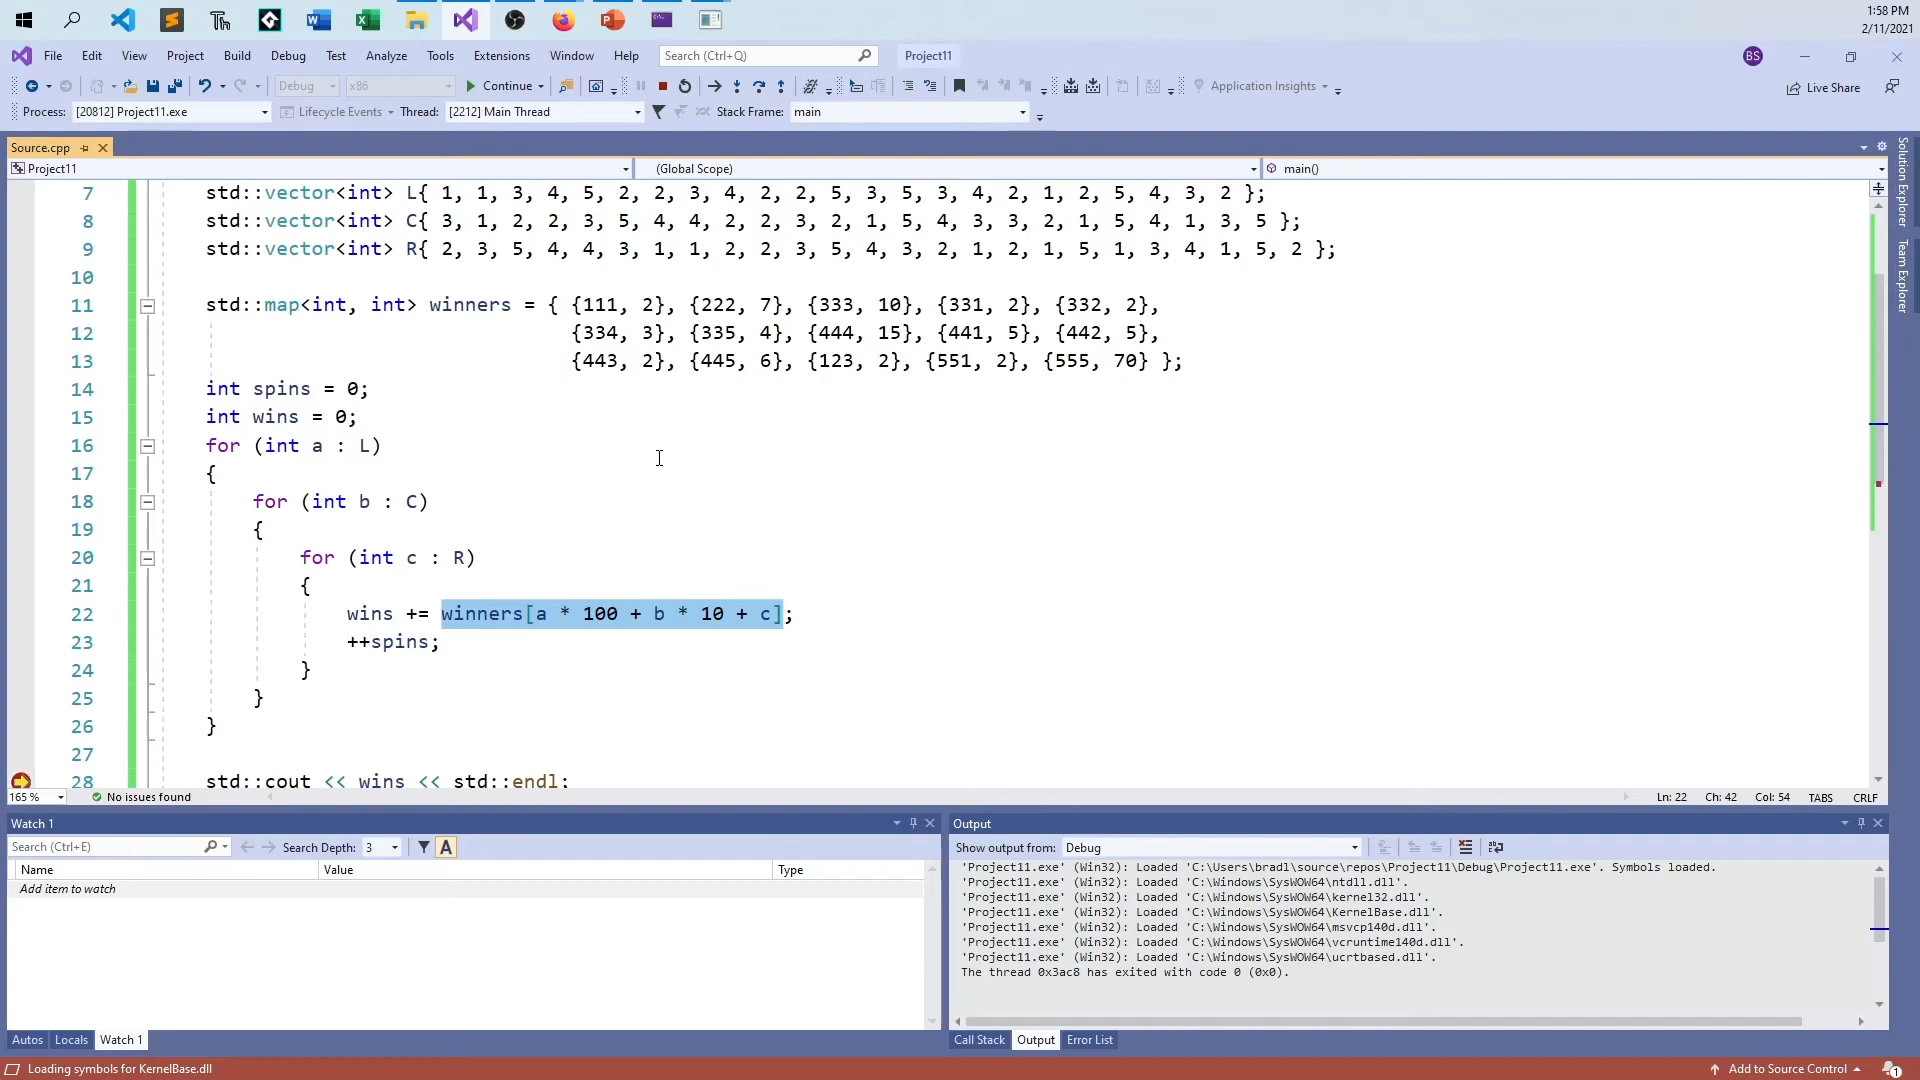 1:58 PM
2/11/2021
File Edit View Project Build Debug Test Analyze Tools Extensions Window Help Search (Ctrl+Q) Project11 BS
Debug x86 Continue Application Insights Live Share
Process: [20812] Project11.exe Lifecycle Events Thread: [2212] Main Thread Stack Frame: main
Source.cpp
Project11 (Global Scope) main()
7 std::vector<int> L{ 1, 1, 3, 4, 5, 2, 2, 3, 4, 2, 2, 5, 3, 5, 3, 4, 2, 1, 2, 5, 4, 3, 2 };
8 std::vector<int> C{ 3, 1, 2, 2, 3, 5, 4, 4, 2, 2, 3, 2, 1, 5, 4, 3, 3, 2, 1, 5, 4, 1, 3, 5 };
9 std::vector<int> R{ 2, 3, 5, 4, 4, 3, 1, 1, 2, 2, 3, 5, 4, 3, 2, 1, 2, 1, 5, 1, 3, 4, 1, 5, 2 };
10
11 std::map<int, int> winners = { {111, 2}, {222, 7}, {333, 10}, {331, 2}, {332, 2},
12 {334, 3}, {335, 4}, {444, 15}, {441, 5}, {442, 5},
13 {443, 2}, {445, 6}, {123, 2}, {551, 2}, {555, 70} };
14 int spins = 0;
15 int wins = 0;
16 for (int a : L)
17 {
18 for (int b : C)
19 {
20 for (int c : R)
21 {
22 wins += winners[a * 100 + b * 10 + c];
23 ++spins;
24 }
25 }
26 }
27
28 std::cout << wins << std::endl;
165 % No issues found Ln: 22 Ch: 42 Col: 54 TABS CRLF
Solution Explorer
Team Explorer
Watch 1
Search (Ctrl+E) Search Depth: 3 A
Name Value Type
Add item to watch
Autos Locals Watch 1
Output
Show output from: Debug
'Project11.exe' (Win32): Loaded 'C:\Users\bradl\source\repos\Project11\Debug\Project11.exe'. Symbols loaded.
'Project11.exe' (Win32): Loaded 'C:\Windows\SysWOW64\ntdll.dll'.
'Project11.exe' (Win32): Loaded 'C:\Windows\SysWOW64\kernel32.dll'.
'Project11.exe' (Win32): Loaded 'C:\Windows\SysWOW64\KernelBase.dll'.
'Project11.exe' (Win32): Loaded 'C:\Windows\SysWOW64\msvcp140d.dll'.
'Project11.exe' (Win32): Loaded 'C:\Windows\SysWOW64\vcruntime140d.dll'.
'Project11.exe' (Win32): Loaded 'C:\Windows\SysWOW64\ucrtbased.dll'.
The thread 0x3ac8 has exited with code 0 (0x0).
Call Stack Output Error List
Loading symbols for KernelBase.dll Add to Source Control 1